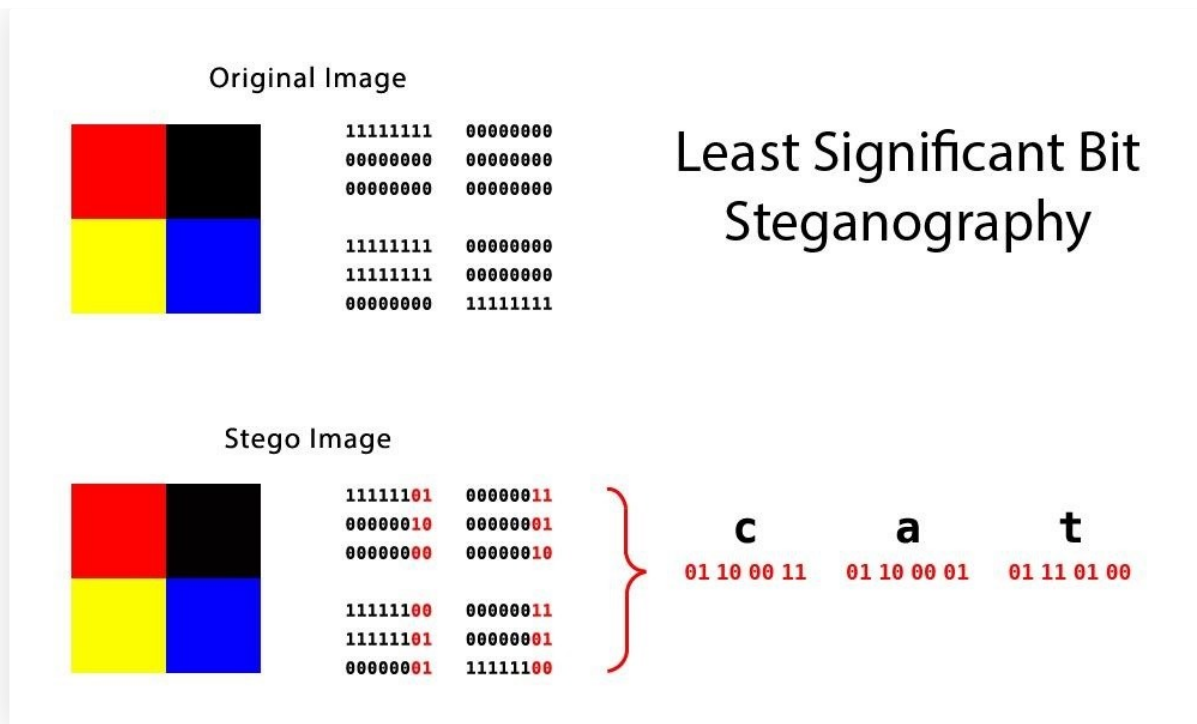 Original Image
11111111 00000000
00000000 00000000
00000000 00000000
11111111 00000000
11111111 00000000
00000000 11111111
Least Significant Bit
Steganography
Stego Image
11111101 00000011
00000010 00000001
00000000 00000010
11111100 00000011
11111101 00000001
00000001 11111100
c a t
01 10 00 11 01 10 00 01 01 11 01 00